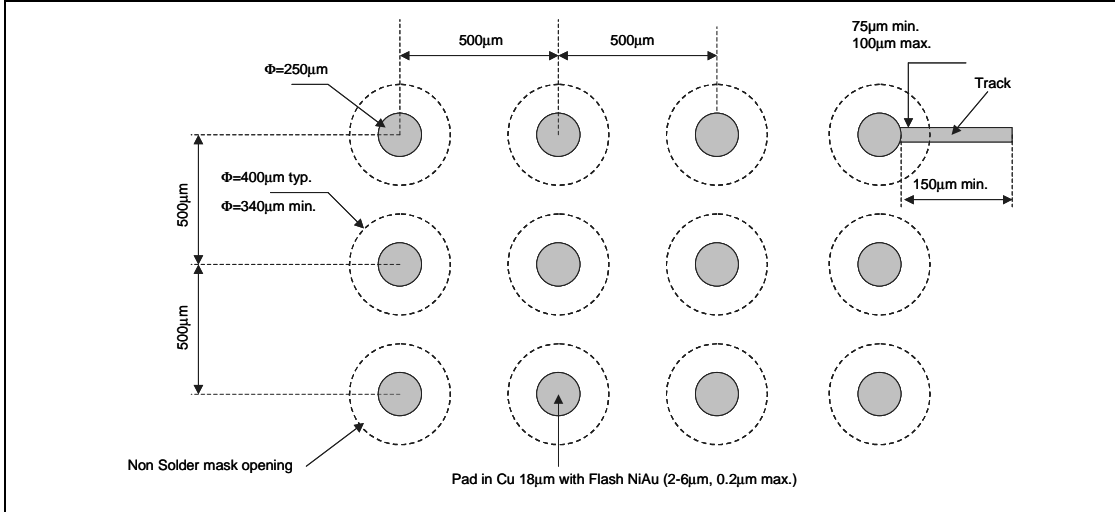 500µm
500µm
75µm min.
100µm max.
Φ=250µm
Track
Φ=400µm typ.
Φ=340µm min.
150µm min.
500µm
500µm
Non Solder mask opening
Pad in Cu 18µm with Flash NiAu (2-6µm, 0.2µm max.)